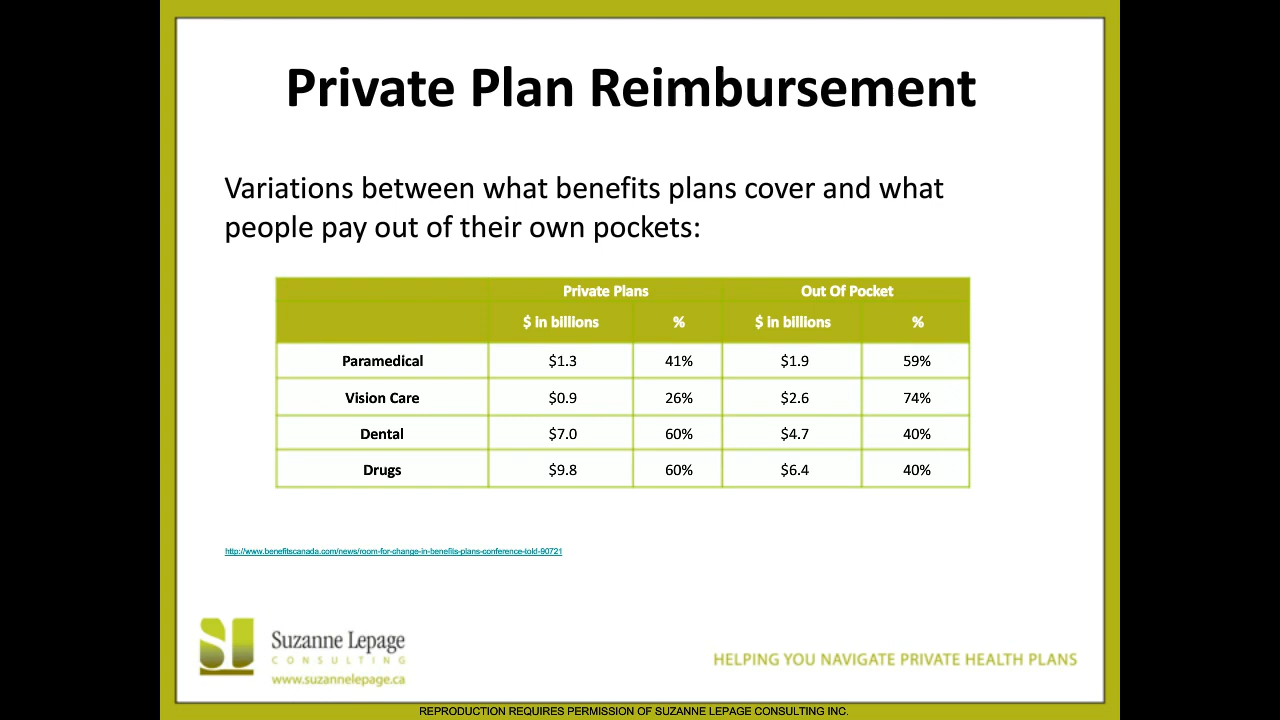 Private Plan Reimbursement
Variations between what benefits plans cover and what
people pay out of their own pockets:
Private Plans Out Of Pocket
$ in billions % $ in billions %
Paramedical $1.3 41% $1.9 59%
Vision Care $0.9 26% $2.6 74%
Dental $7.0 60% $4.7 40%
Drugs $9.8 60% $6.4 40%
http://www.benefitscanada.com/news/room-for-change-in-benefits-plans-conference-told-90721
SL
Suzanne Lepage
CONSULTING
www.suzannelepage.ca
HELPING YOU NAVIGATE PRIVATE HEALTH PLANS
REPRODUCTION REQUIRES PERMISSION OF SUZANNE LEPAGE CONSULTING INC.